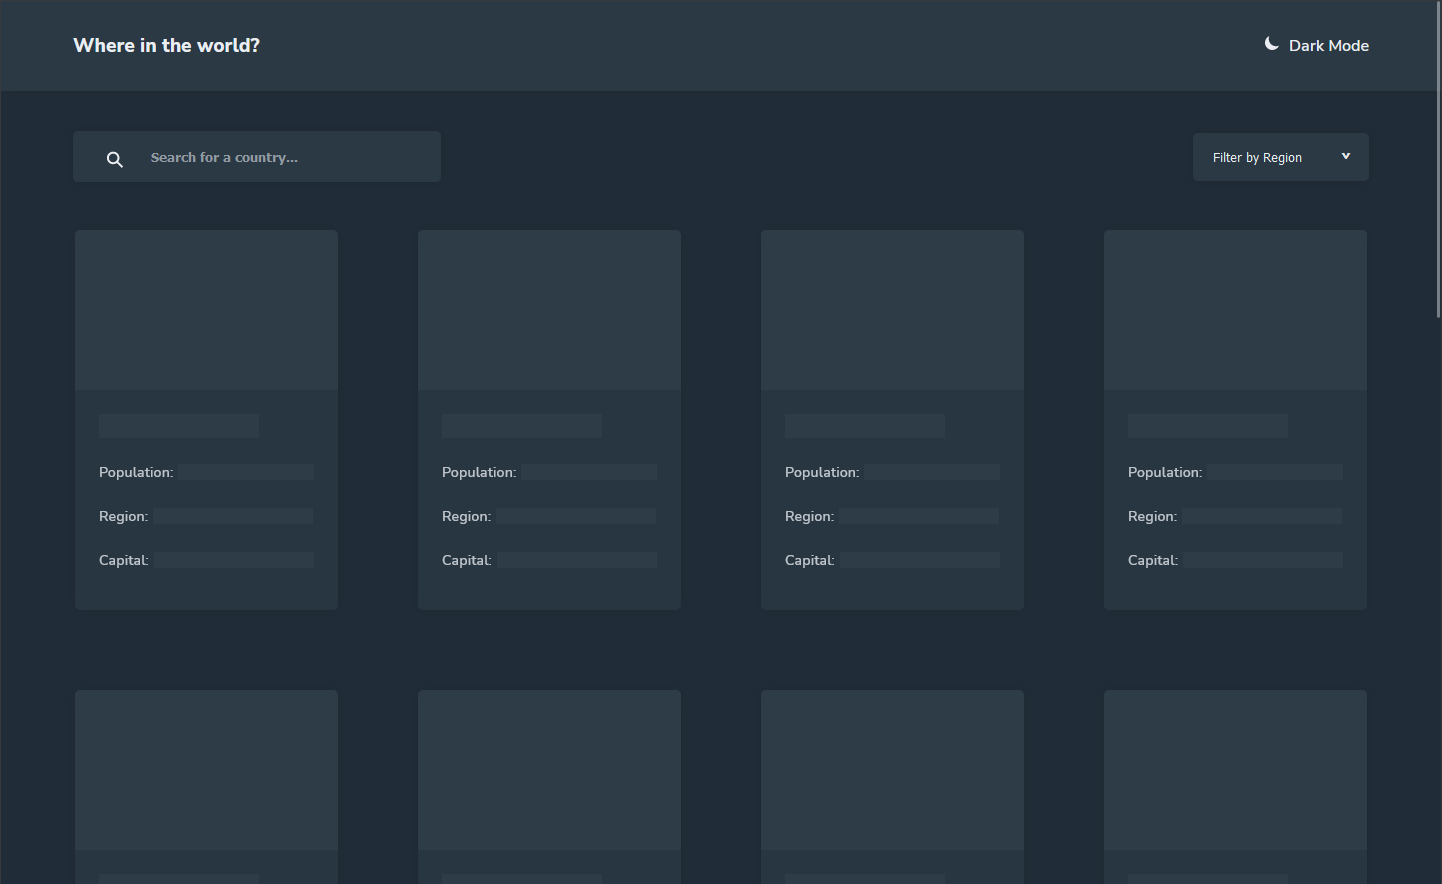 Where in the world?
Dark Mode
Search for a country...
Filter by Region
Population:
Population:
Population:
Population:
Region:
Region:
Region:
Region:
Capital:
Capital:
Capital:
Capital: